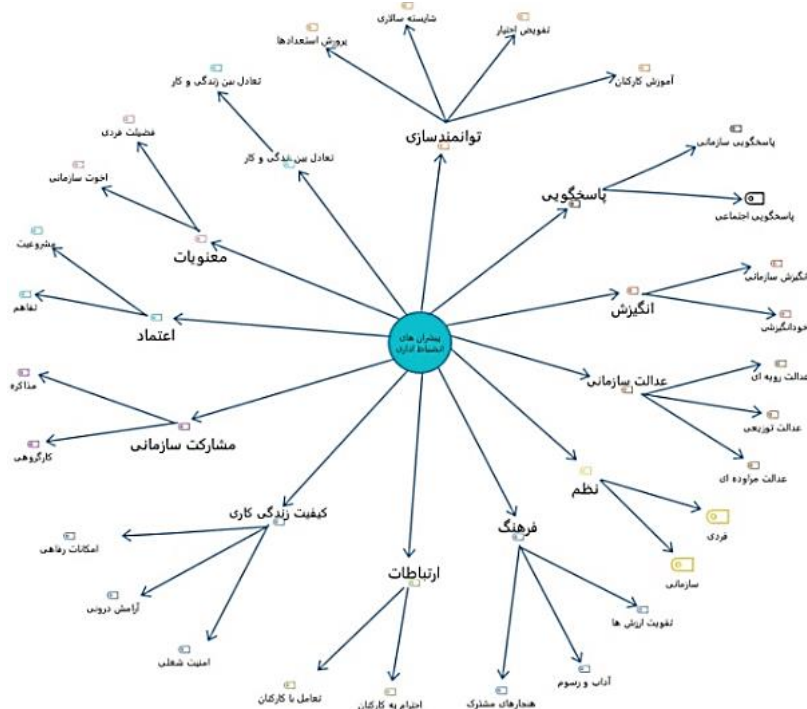 شایسته سالاری
تفویض اختیار
پرورش استعدادها
آموزش کارکنان
توانمندسازی
تعادل بین زندگی و کار
تعادل بین زندگی و کار
فضیلت فردی
اخوت سازمانی
معنویات
پاسخگویی سازمانی
پاسخگویی
پاسخگویی اجتماعی
مشروعیت
تفاهم
اعتماد
انگیزش سازمانی
انگیزش
خودانگیزشی
پیشران های
انضباط اداری
عدالت رویه ای
عدالت سازمانی
عدالت توزیعی
عدالت مراوده ای
مذاکره
مشارکت سازمانی
کارگروهی
نظم
فردی
سازمانی
کیفیت زندگی کاری
امکانات رفاهی
آرامش درونی
امنیت شغلی
فرهنگ
تقویت ارزش ها
آداب و رسوم
هنجارهای مشترک
ارتباطات
احترام به کارکنان
تعامل با کارکنان